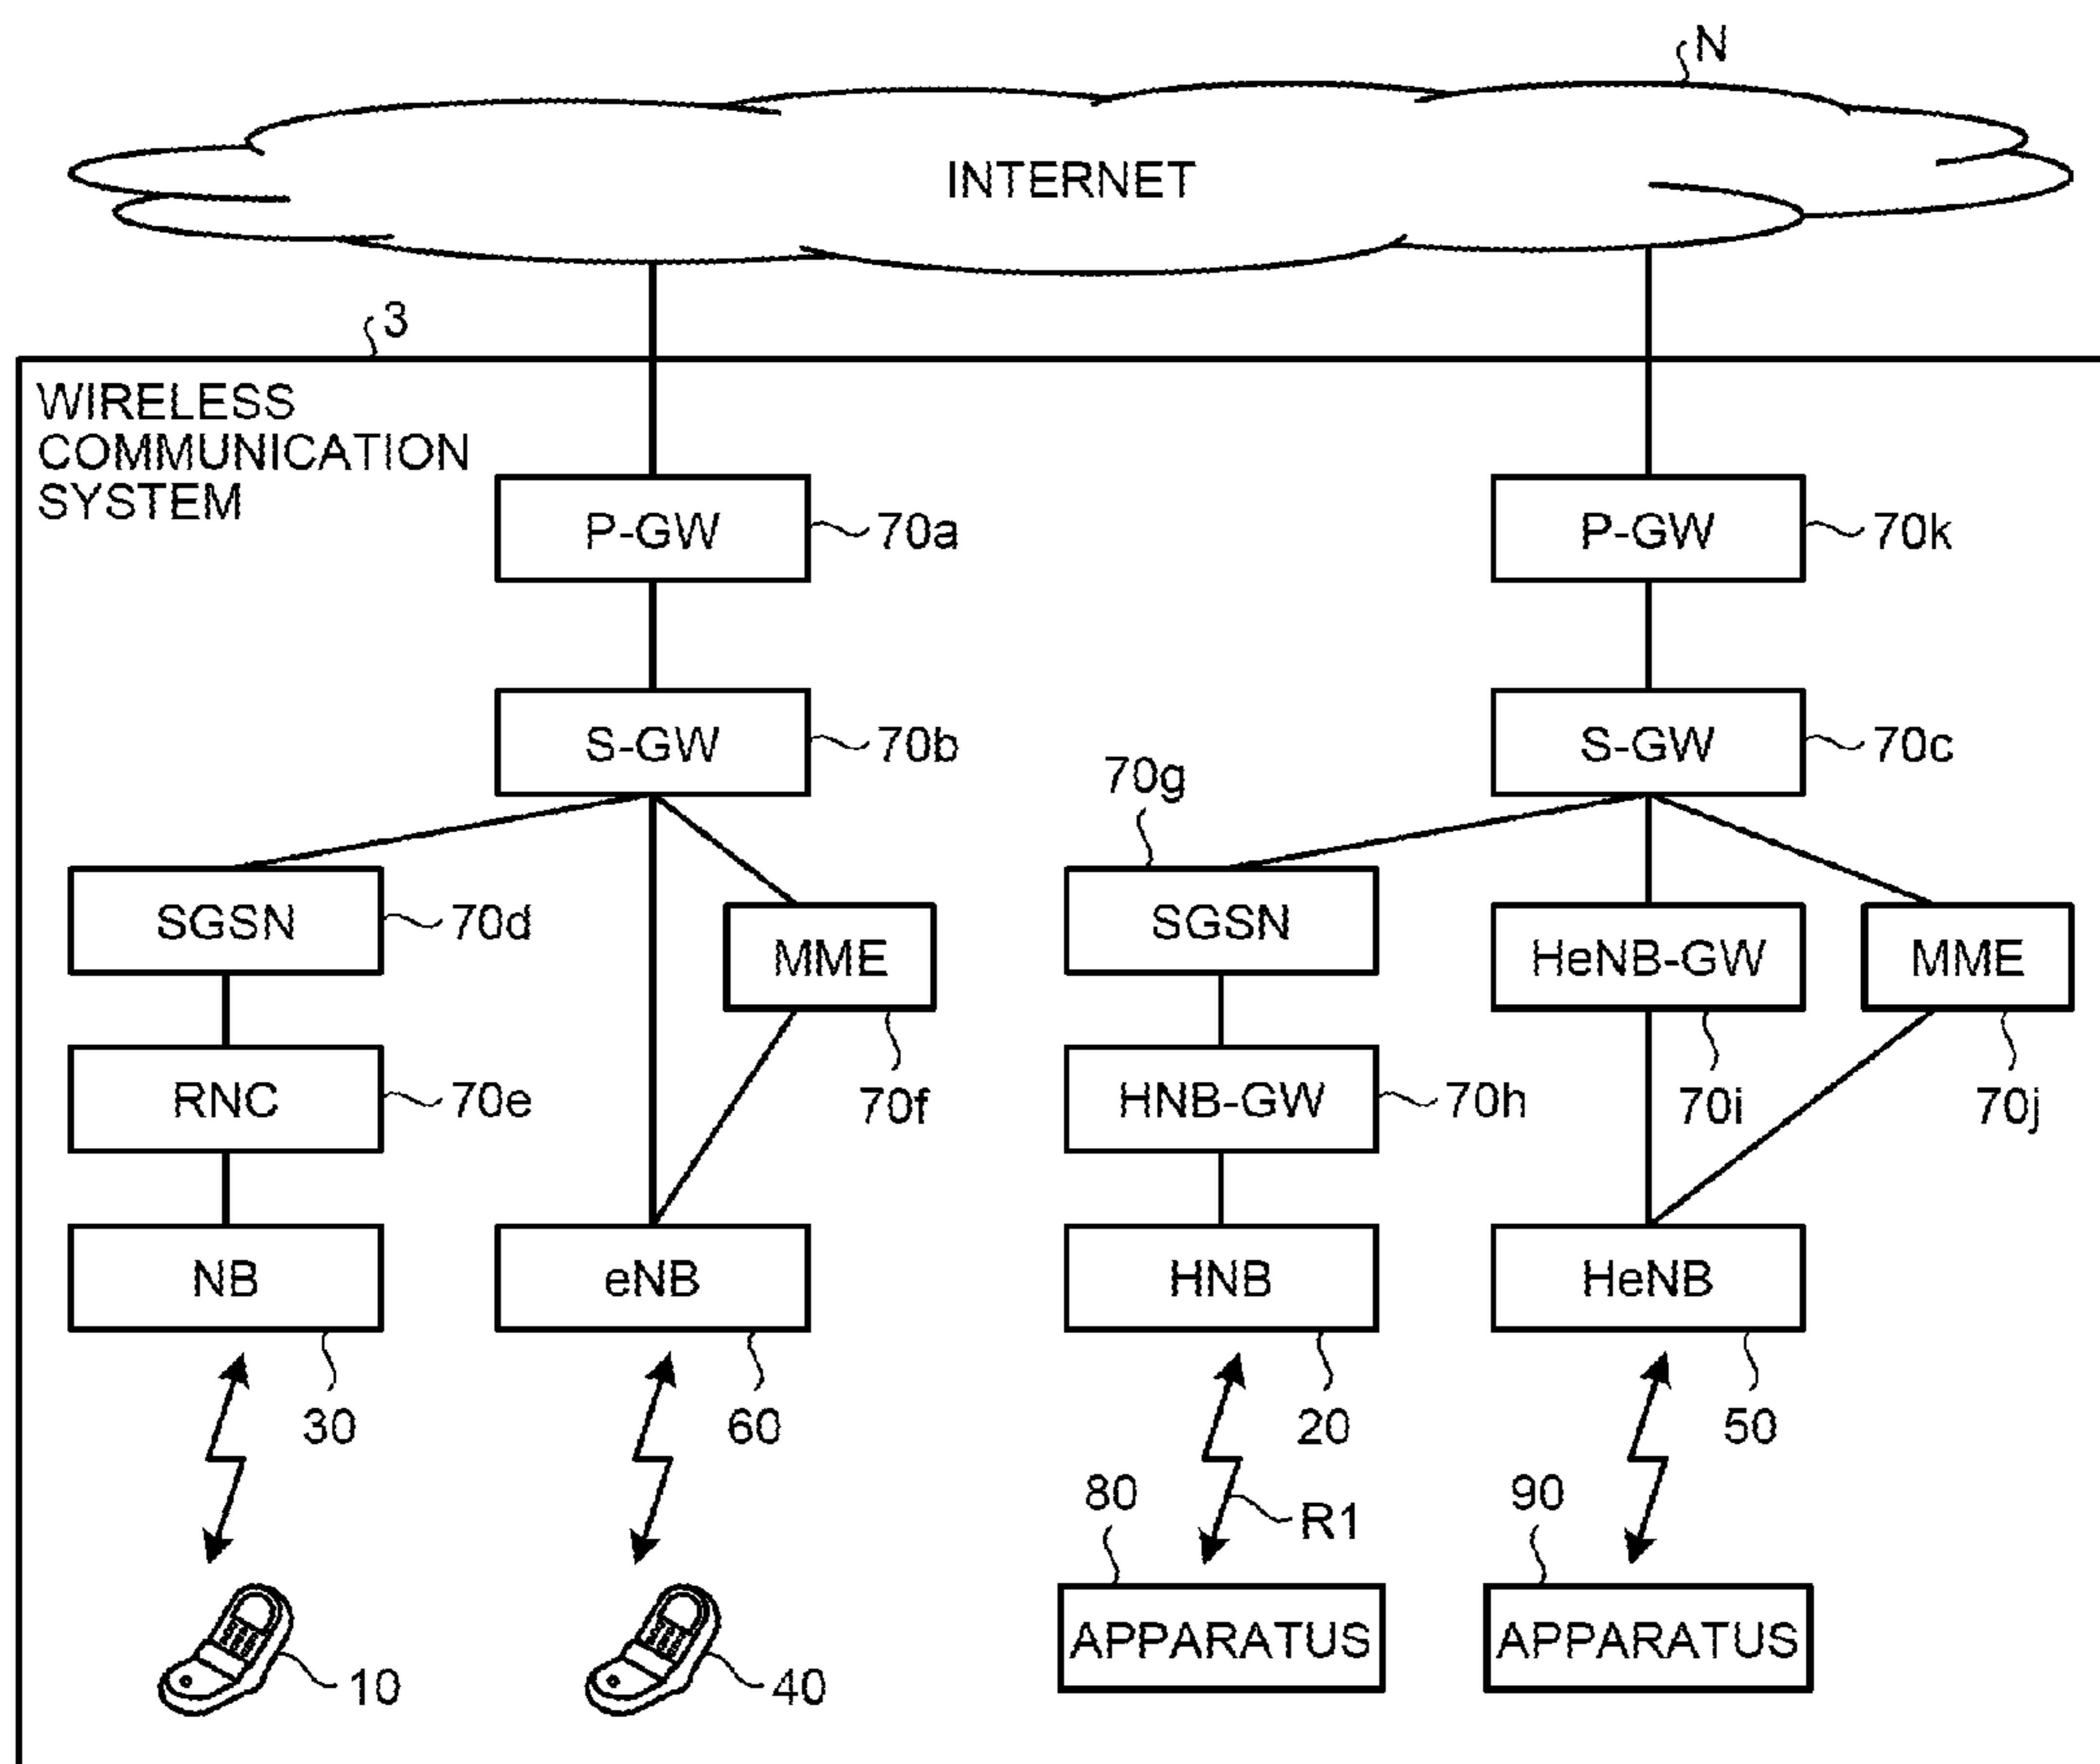 N
INTERNET
3
WIRELESS
COMMUNICATION
SYSTEM
P-GW
70a
P-GW
70k
S-GW
70b
S-GW
70c
70g
SGSN
70d
MME
SGSN
HeNB-GW
MME
RNC
70e
70f
HNB-GW
70h
70i
70j
NB
eNB
HNB
HeNB
30
60
20
50
80
R1
90
10
40
APPARATUS
APPARATUS